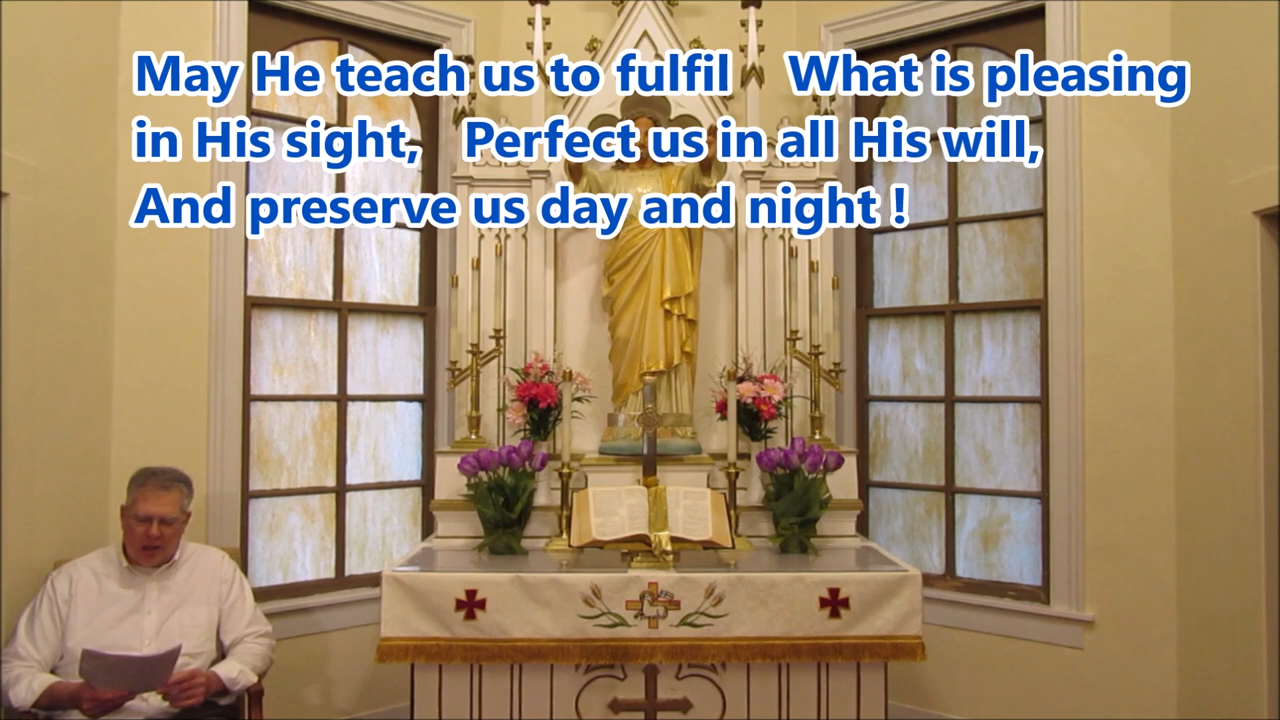 May He teach us to fulfil What is pleasing
in His sight, Perfect us in all His will,
And preserve us day and night !